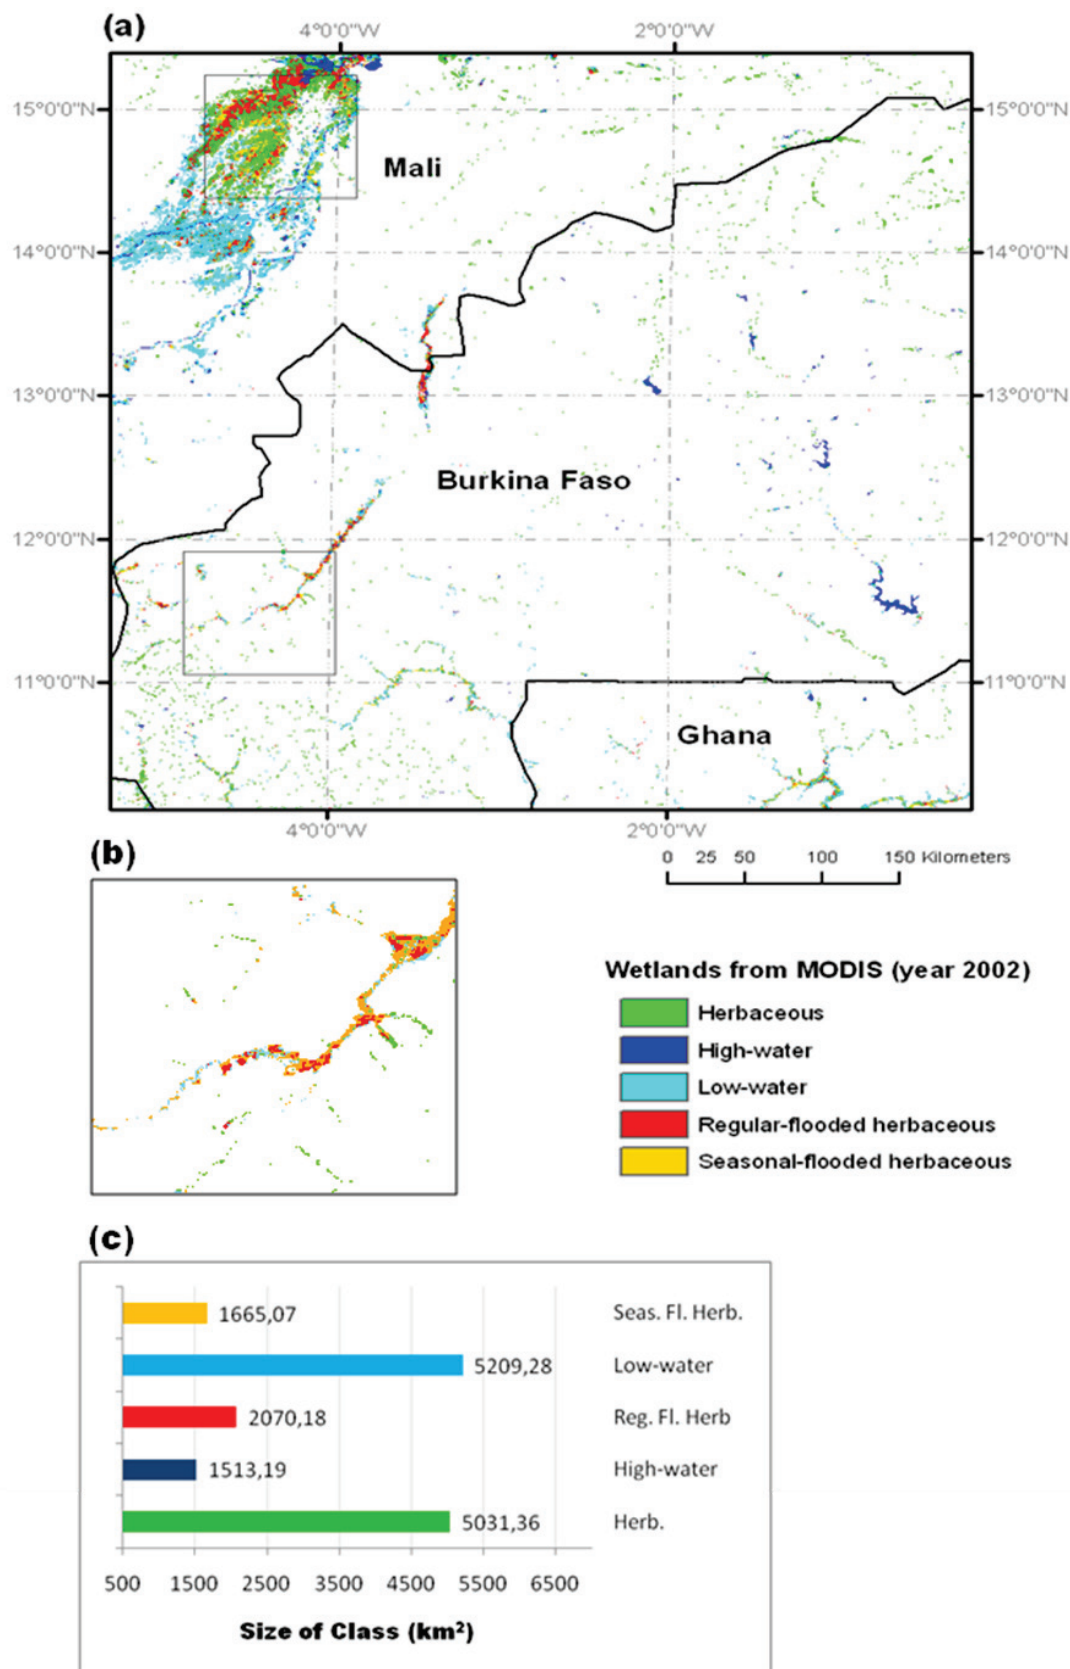 (a)
4°0'0"W 2°0'0"W
15°0'0"N 15°0'0"N
Mali
14°0'0"N 14°0'0"N
13°0'0"N 13°0'0"N
Burkina Faso
12°0'0"N 12°0'0"N
11°0'0"N 11°0'0"N
Ghana
4°0'0"W 2°0'0"W
(b)
0 25 50 100 150 Kilometers
Wetlands from MODIS (year 2002)
Herbaceous
High-water
Low-water
Regular-flooded herbaceous
Seasonal-flooded herbaceous
(c)
1665,07 Seas. Fl. Herb.
5209,28 Low-water
2070,18 Reg. Fl. Herb
1513,19 High-water
5031,36 Herb.
500 1500 2500 3500 4500 5500 6500
Size of Class (km²)